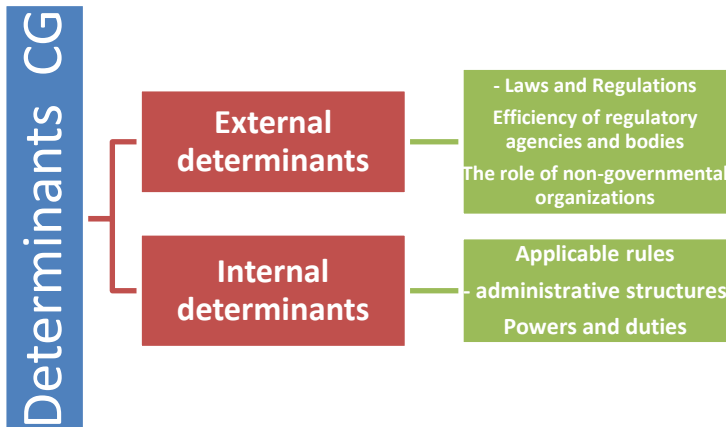 Determinants CG
External
determinants
- Laws and Regulations
Efficiency of regulatory
agencies and bodies
The role of non-governmental
organizations
Internal
determinants
Applicable rules
- administrative structures
Powers and duties